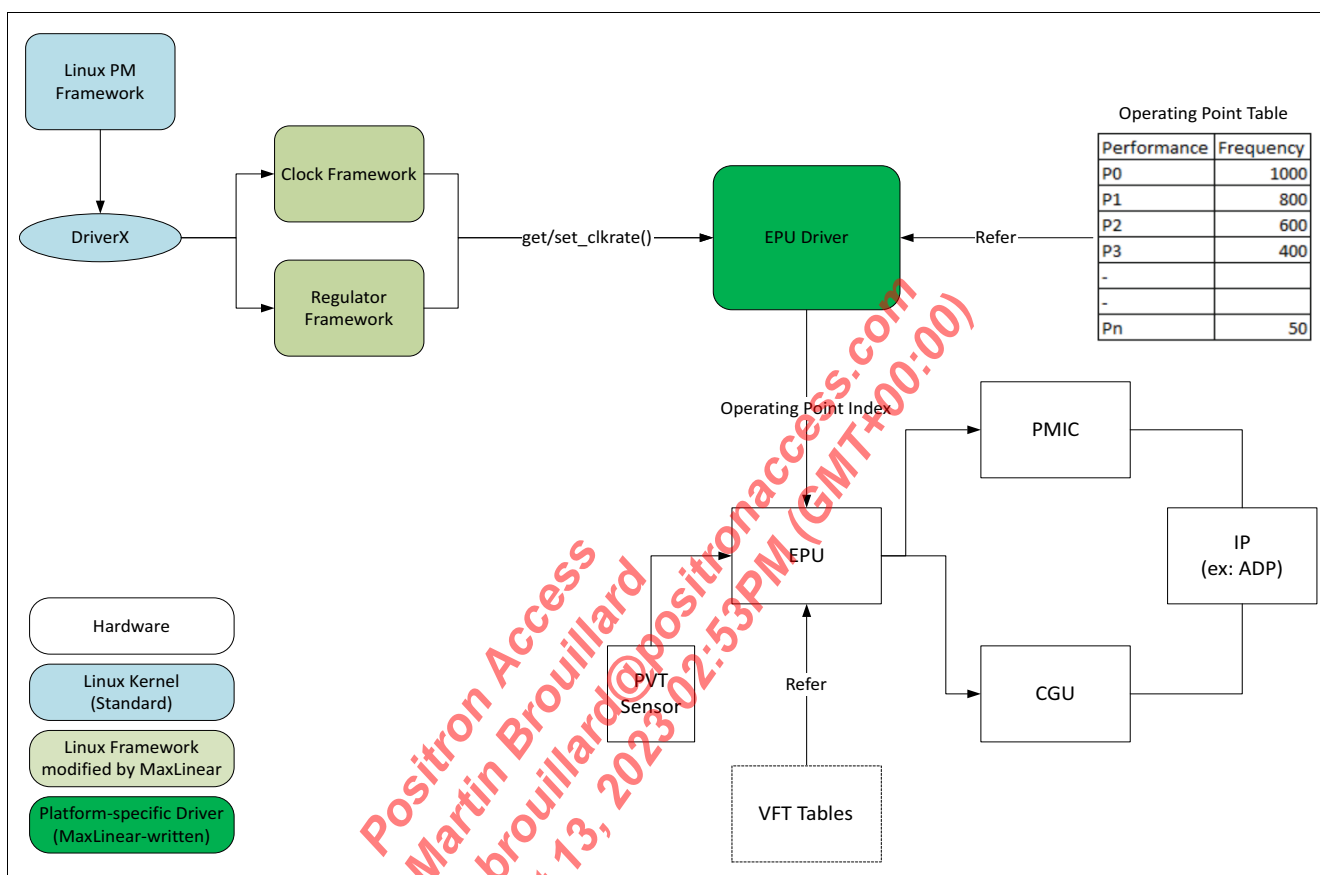 Linux PM
Framework
DriverX
Clock Framework
Regulator
Framework
get/set_clkrate()
EPU Driver
Refer
Operating Point Table
Performance Frequency
P0 1000
P1 800
P2 600
P3 400
-
-
Pn 50
Operating Point Index
PMIC
EPU
IP
(ex: ADP)
PVT
Sensor
Refer
CGU
VFT Tables
Hardware
Linux Kernel
(Standard)
Linux Framework
modified by MaxLinear
Platform-specific Driver
(MaxLinear-written)
Positron Access
Martin Brouillard
brouillard@positronaccess.com
13, 2023 02:53PM (GMT+00:00)